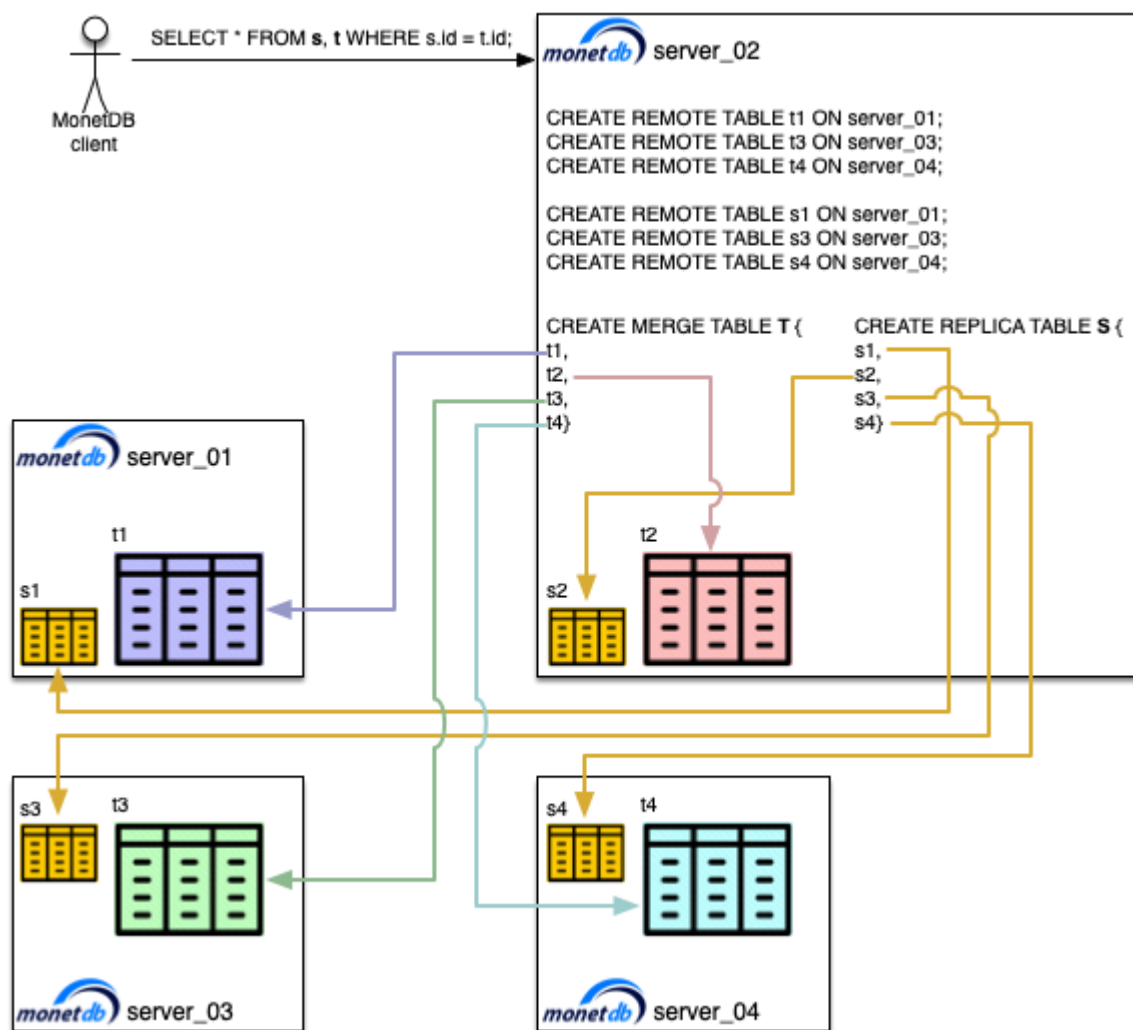 SELECT * FROM s, t WHERE s.id = t.id;
MonetDB
client
monetdb server_02
CREATE REMOTE TABLE t1 ON server_01;
CREATE REMOTE TABLE t3 ON server_03;
CREATE REMOTE TABLE t4 ON server_04;
CREATE REMOTE TABLE s1 ON server_01;
CREATE REMOTE TABLE s3 ON server_03;
CREATE REMOTE TABLE s4 ON server_04;
CREATE MERGE TABLE T {
t1,
t2,
t3,
t4}
CREATE REPLICA TABLE S {
s1,
s2,
s3,
s4}
monetdb server_01
t1
s1
t2
s2
s3
t3
monetdb server_03
s4
t4
monetdb server_04